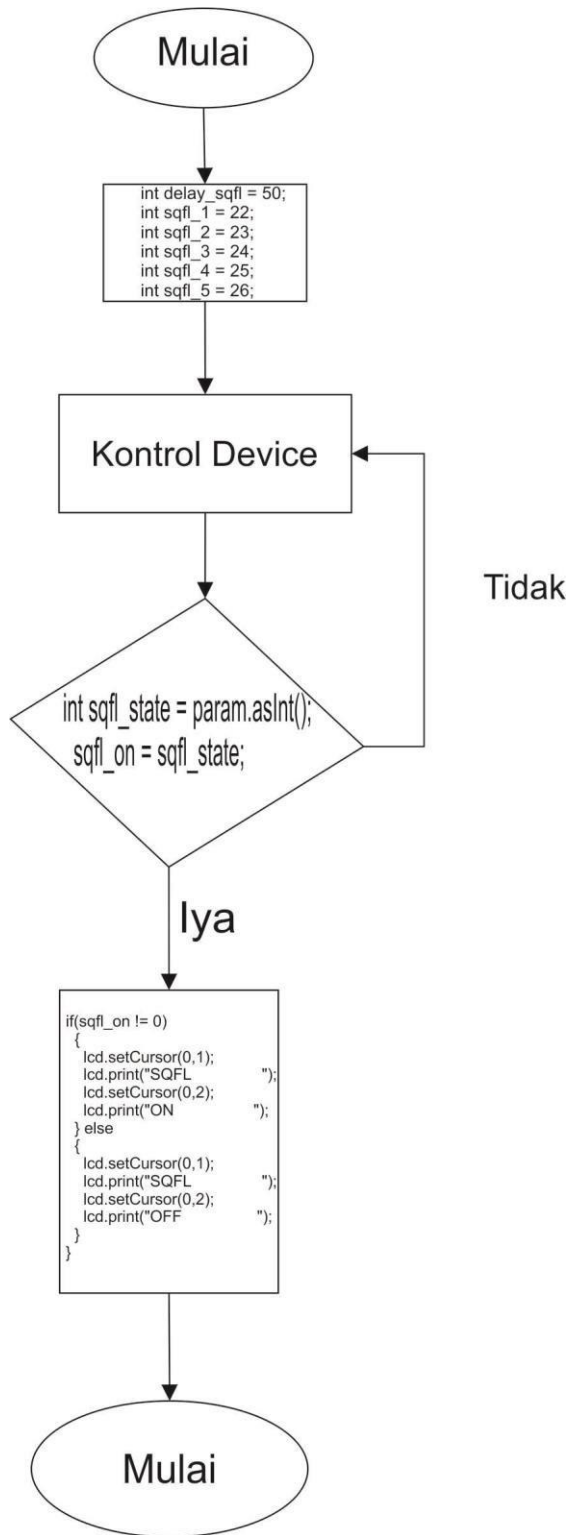 Mulai
int delay_sqfl = 50;
int sqfl_1 = 22;
int sqfl_2 = 23;
int sqfl_3 = 24;
int sqfl_4 = 25;
int sqfl_5 = 26;
Kontrol Device
Tidak
int sqfl_state = param.asInt();
sqfl_on = sqfl_state;
Iya
if(sqfl_on != 0)
{
lcd.setCursor(0,1);
lcd.print("SQFL                ");
lcd.setCursor(0,2);
lcd.print("ON                  ");
} else
{
lcd.setCursor(0,1);
lcd.print("SQFL                ");
lcd.setCursor(0,2);
lcd.print("OFF                 ");
}
}
Mulai